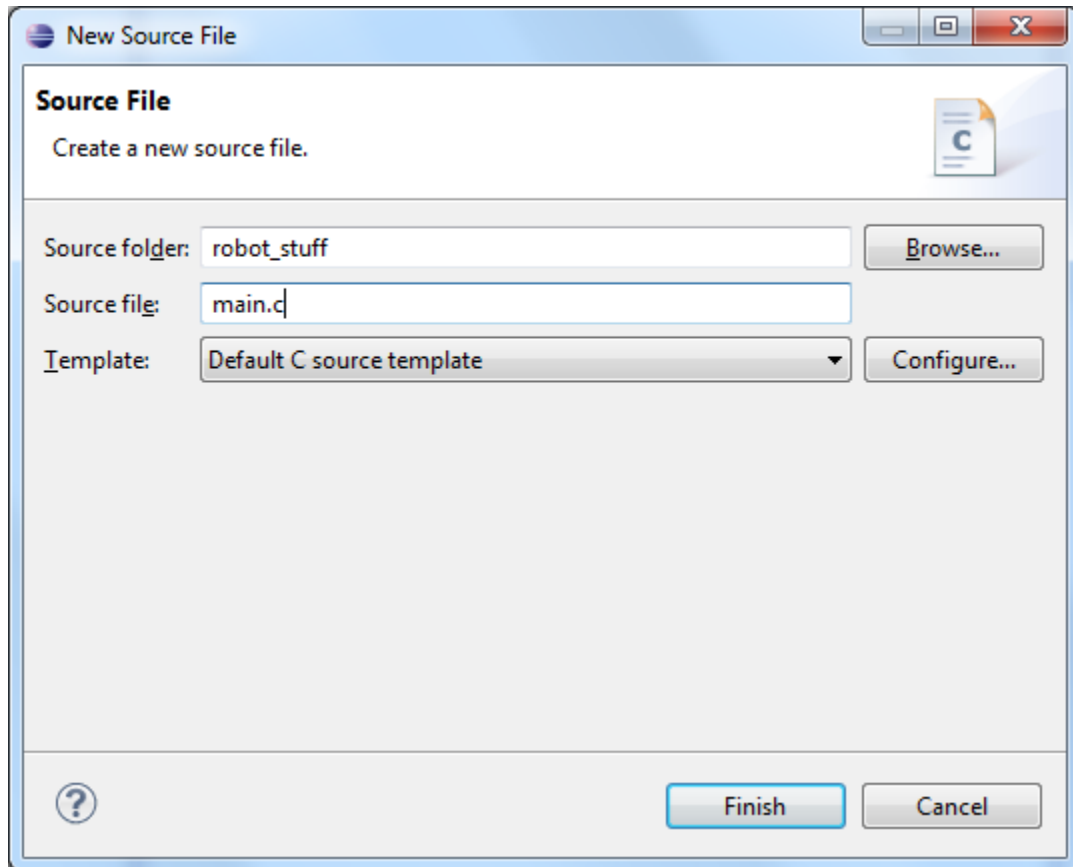 New Source File
Source File
Create a new source file.
C
Source folder: robot_stuff Browse...
Source file: main.c
Template: Default C source template Configure...
? Finish Cancel